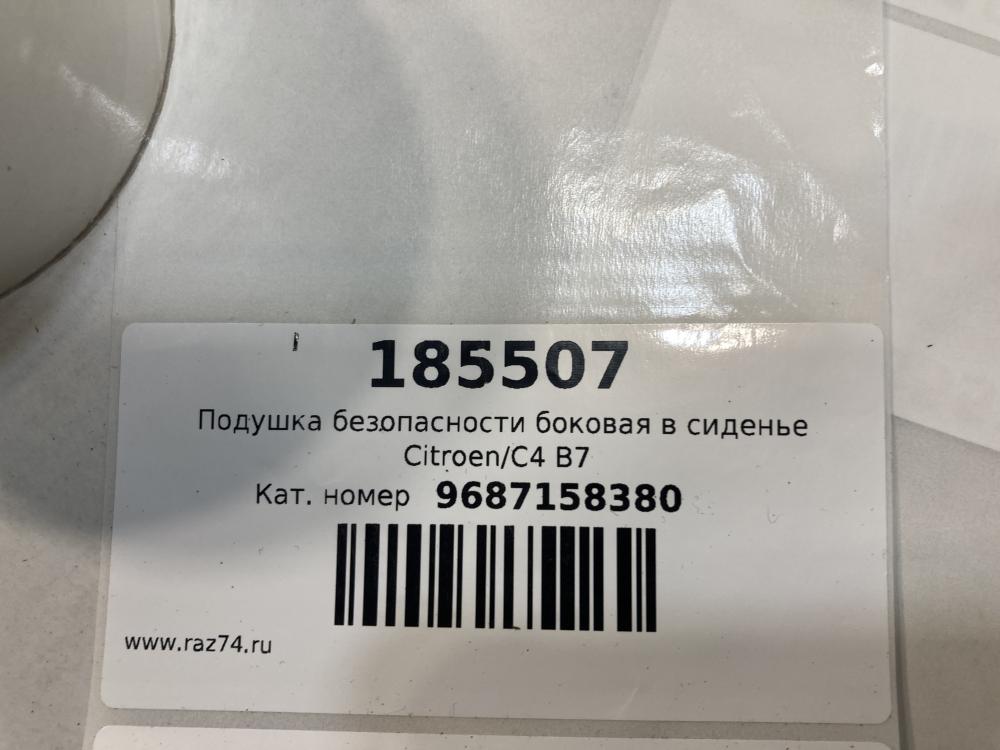 185507
Подушка безопасности боковая в сиденье
Citroen/C4 B7
Кат. номер 9687158380
www.raz74.ru